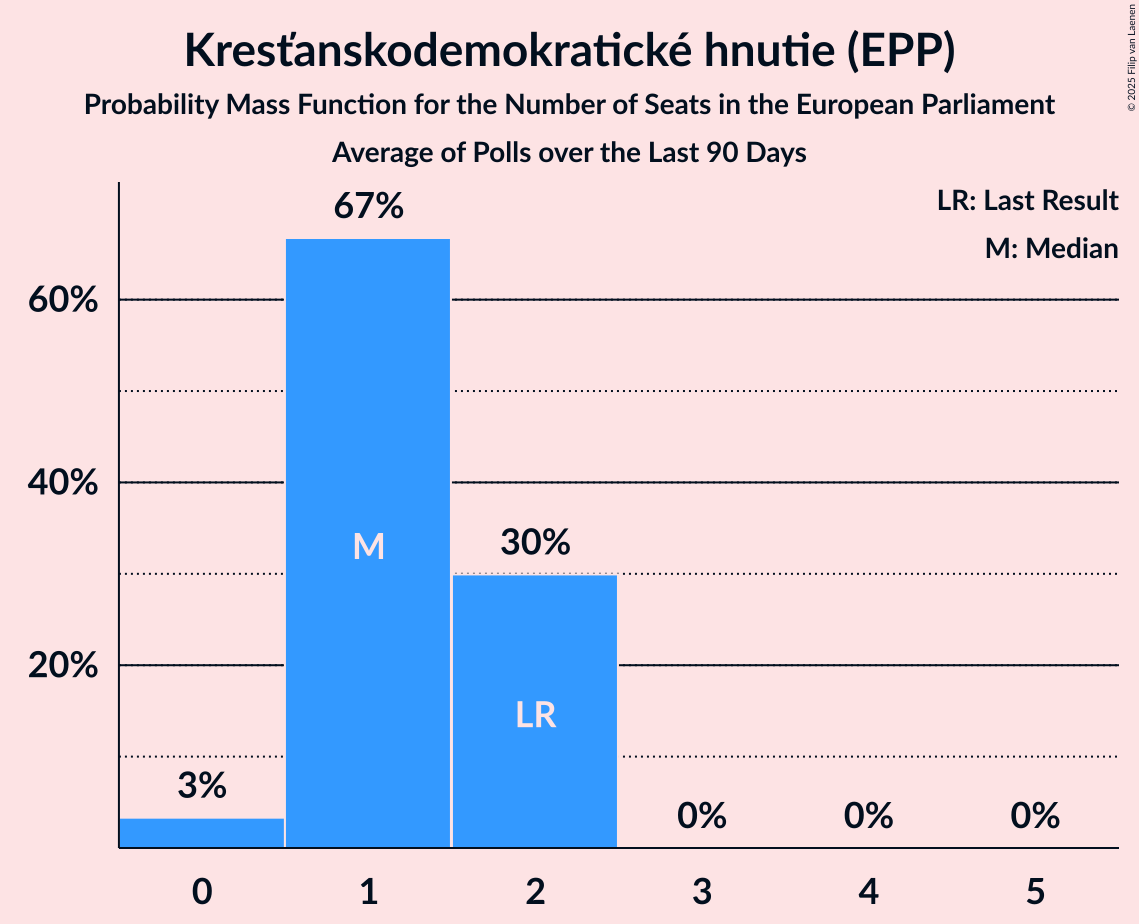 Kresťanskodemokratické hnutie (EPP)
Probability Mass Function for the Number of Seats in the European Parliament
Average of Polls over the Last 90 Days
© 2025 Filip van Laenen
LR: Last Result
M: Median
67%
60%
40%
M
30%
20%
LR
3%
0%
0%
0%
0
1
2
3
4
5